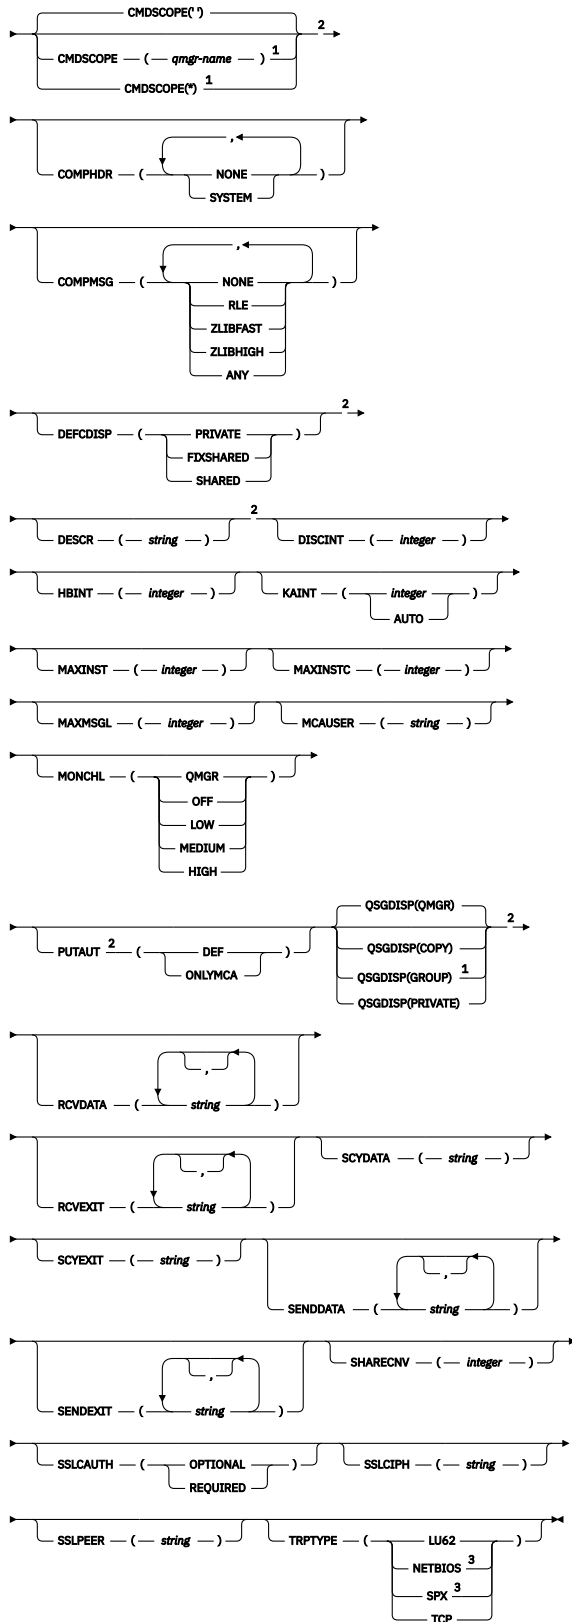 CMDSCOPE(' ')
2
CMDSCOPE ( qmgr-name ) 1
CMDSCOPE(*) 1
,
COMPHDR ( NONE )
SYSTEM
,
COMPMSG ( NONE )
RLE
ZLIBFAST
ZLIBHIGH
ANY
2
DEFCDISP ( PRIVATE )
FIXSHARED
SHARED
2
DESCR ( string ) DISCINT ( integer )
HBINT ( integer ) KAINT ( integer )
AUTO
MAXINST ( integer ) MAXINSTC ( integer )
MAXMSGL ( integer ) MCAUSER ( string )
MONCHL ( QMGR )
OFF
LOW
MEDIUM
HIGH
QSGDISP(QMGR)
2
PUTAUT 2 ( DEF ) QSGDISP(COPY)
ONLYMCA QSGDISP(GROUP) 1
QSGDISP(PRIVATE)
,
RCVDATA ( string )
,
SCYDATA ( string )
RCVEXIT ( string )
SCYEXIT ( string )
,
SENDDATA ( string )
SHARECNV ( integer )
,
SENDEXIT ( string )
SSLCAUTH ( OPTIONAL ) SSLCIPH ( string )
REQUIRED
SSLPEER ( string ) TRPTYPE ( LU62 )
NETBIOS 3
SPX 3
TCP